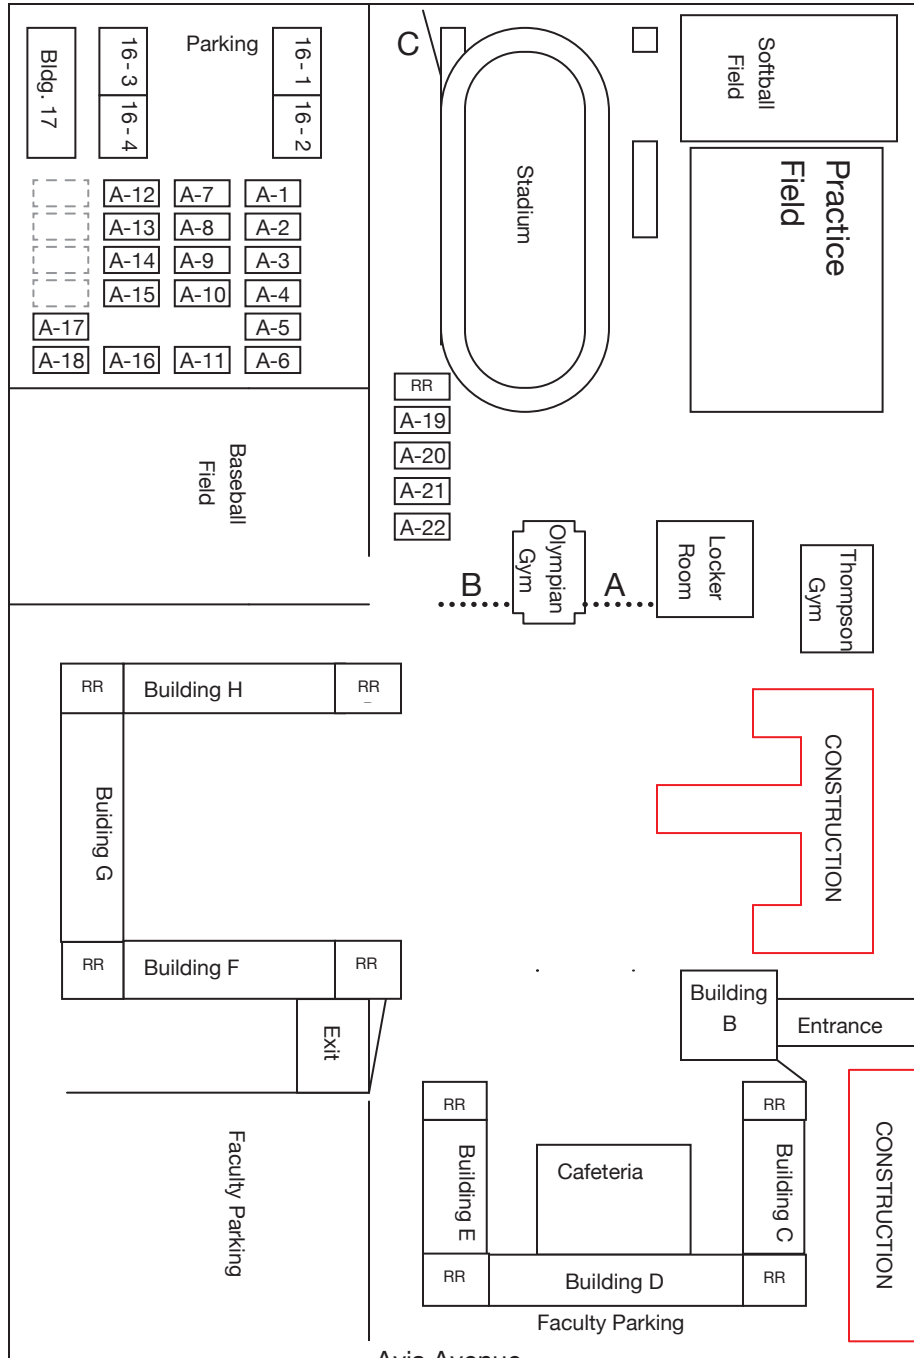 Bldg. 17
16 - 3
16 - 4
Parking
16 - 1
16 - 2
C
Stadium
Softball
Field
Practice
Field
A-12
A-7
A-1
A-13
A-8
A-2
A-14
A-9
A-3
A-15
A-10
A-4
A-17
A-5
A-18
A-16
A-11
A-6
RR
A-19
A-20
A-21
A-22
Baseball
Field
B
Olympian
Gym
A
Locker
Room
Thompson
Gym
RR
Building H
RR
Buiding G
CONSTRUCTION
RR
Building F
RR
Exit
Building
B
Entrance
Faculty Parking
RR
RR
Building E
Cafeteria
Building C
CONSTRUCTION
RR
Building D
RR
Faculty Parking